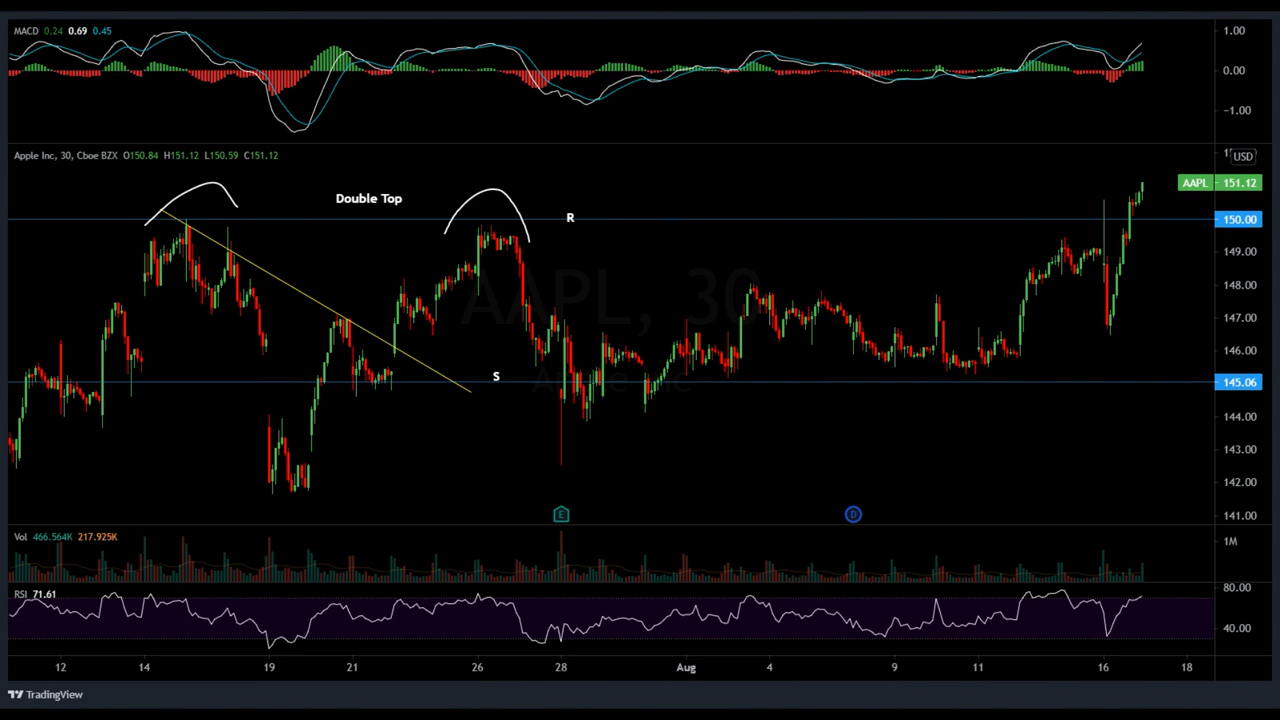 MACD 0.24 0.69 0.45
1.00
0.00
−1.00
Apple Inc, 30, Cboe BZX O150.84 H151.12 L150.59 C151.12
USD
AAPL 151.12
Double Top
R
150.00
149.00
148.00
AAPL, 30
147.00
146.00
Apple Inc
S
145.06
144.00
143.00
142.00
E
D
141.00
Vol 466.564K 217.925K
1M
RSI 71.61
80.00
40.00
12 14 19 21 26 28 Aug 4 9 11 16 18
TradingView